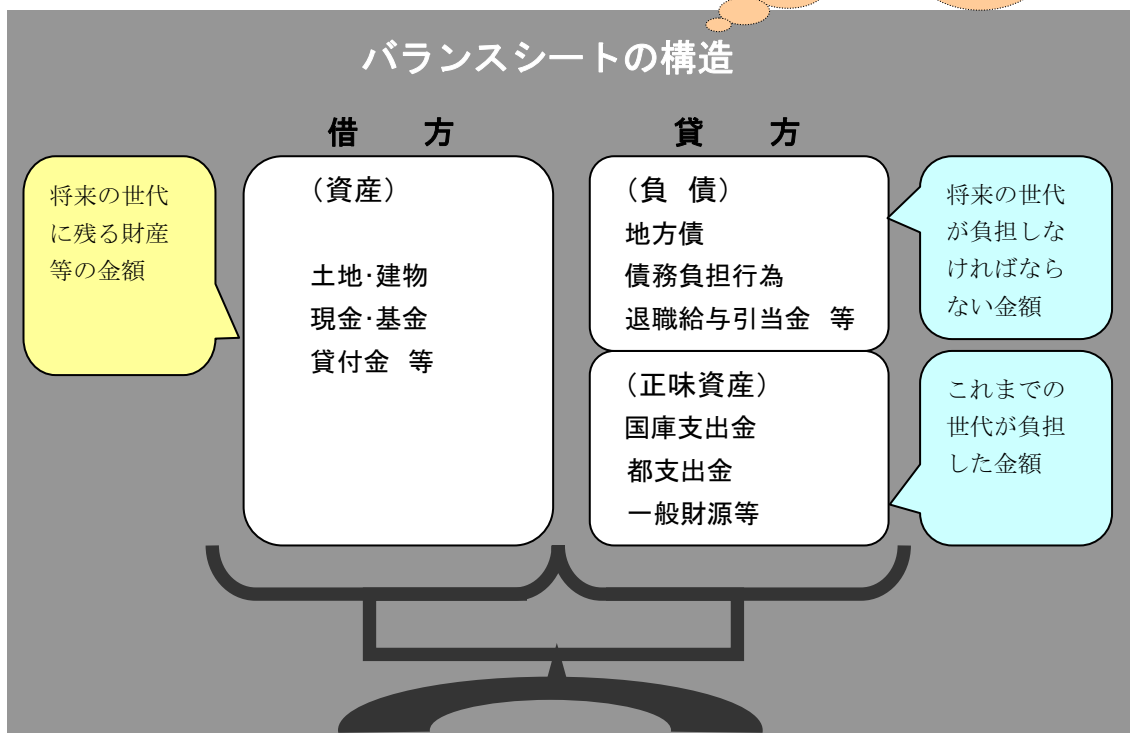 バランスシートの構造
借　方
貸　方
将来の世代
に残る財産
等の金額
（資産）
土地･建物
現金･基金
貸付金 等
（負 債）
地方債
債務負担行為
退職給与引当金 等
（正味資産）
国庫支出金
都支出金
一般財源等
将来の世代
が負担しな
ければなら
ない金額
これまでの
世代が負担
した金額